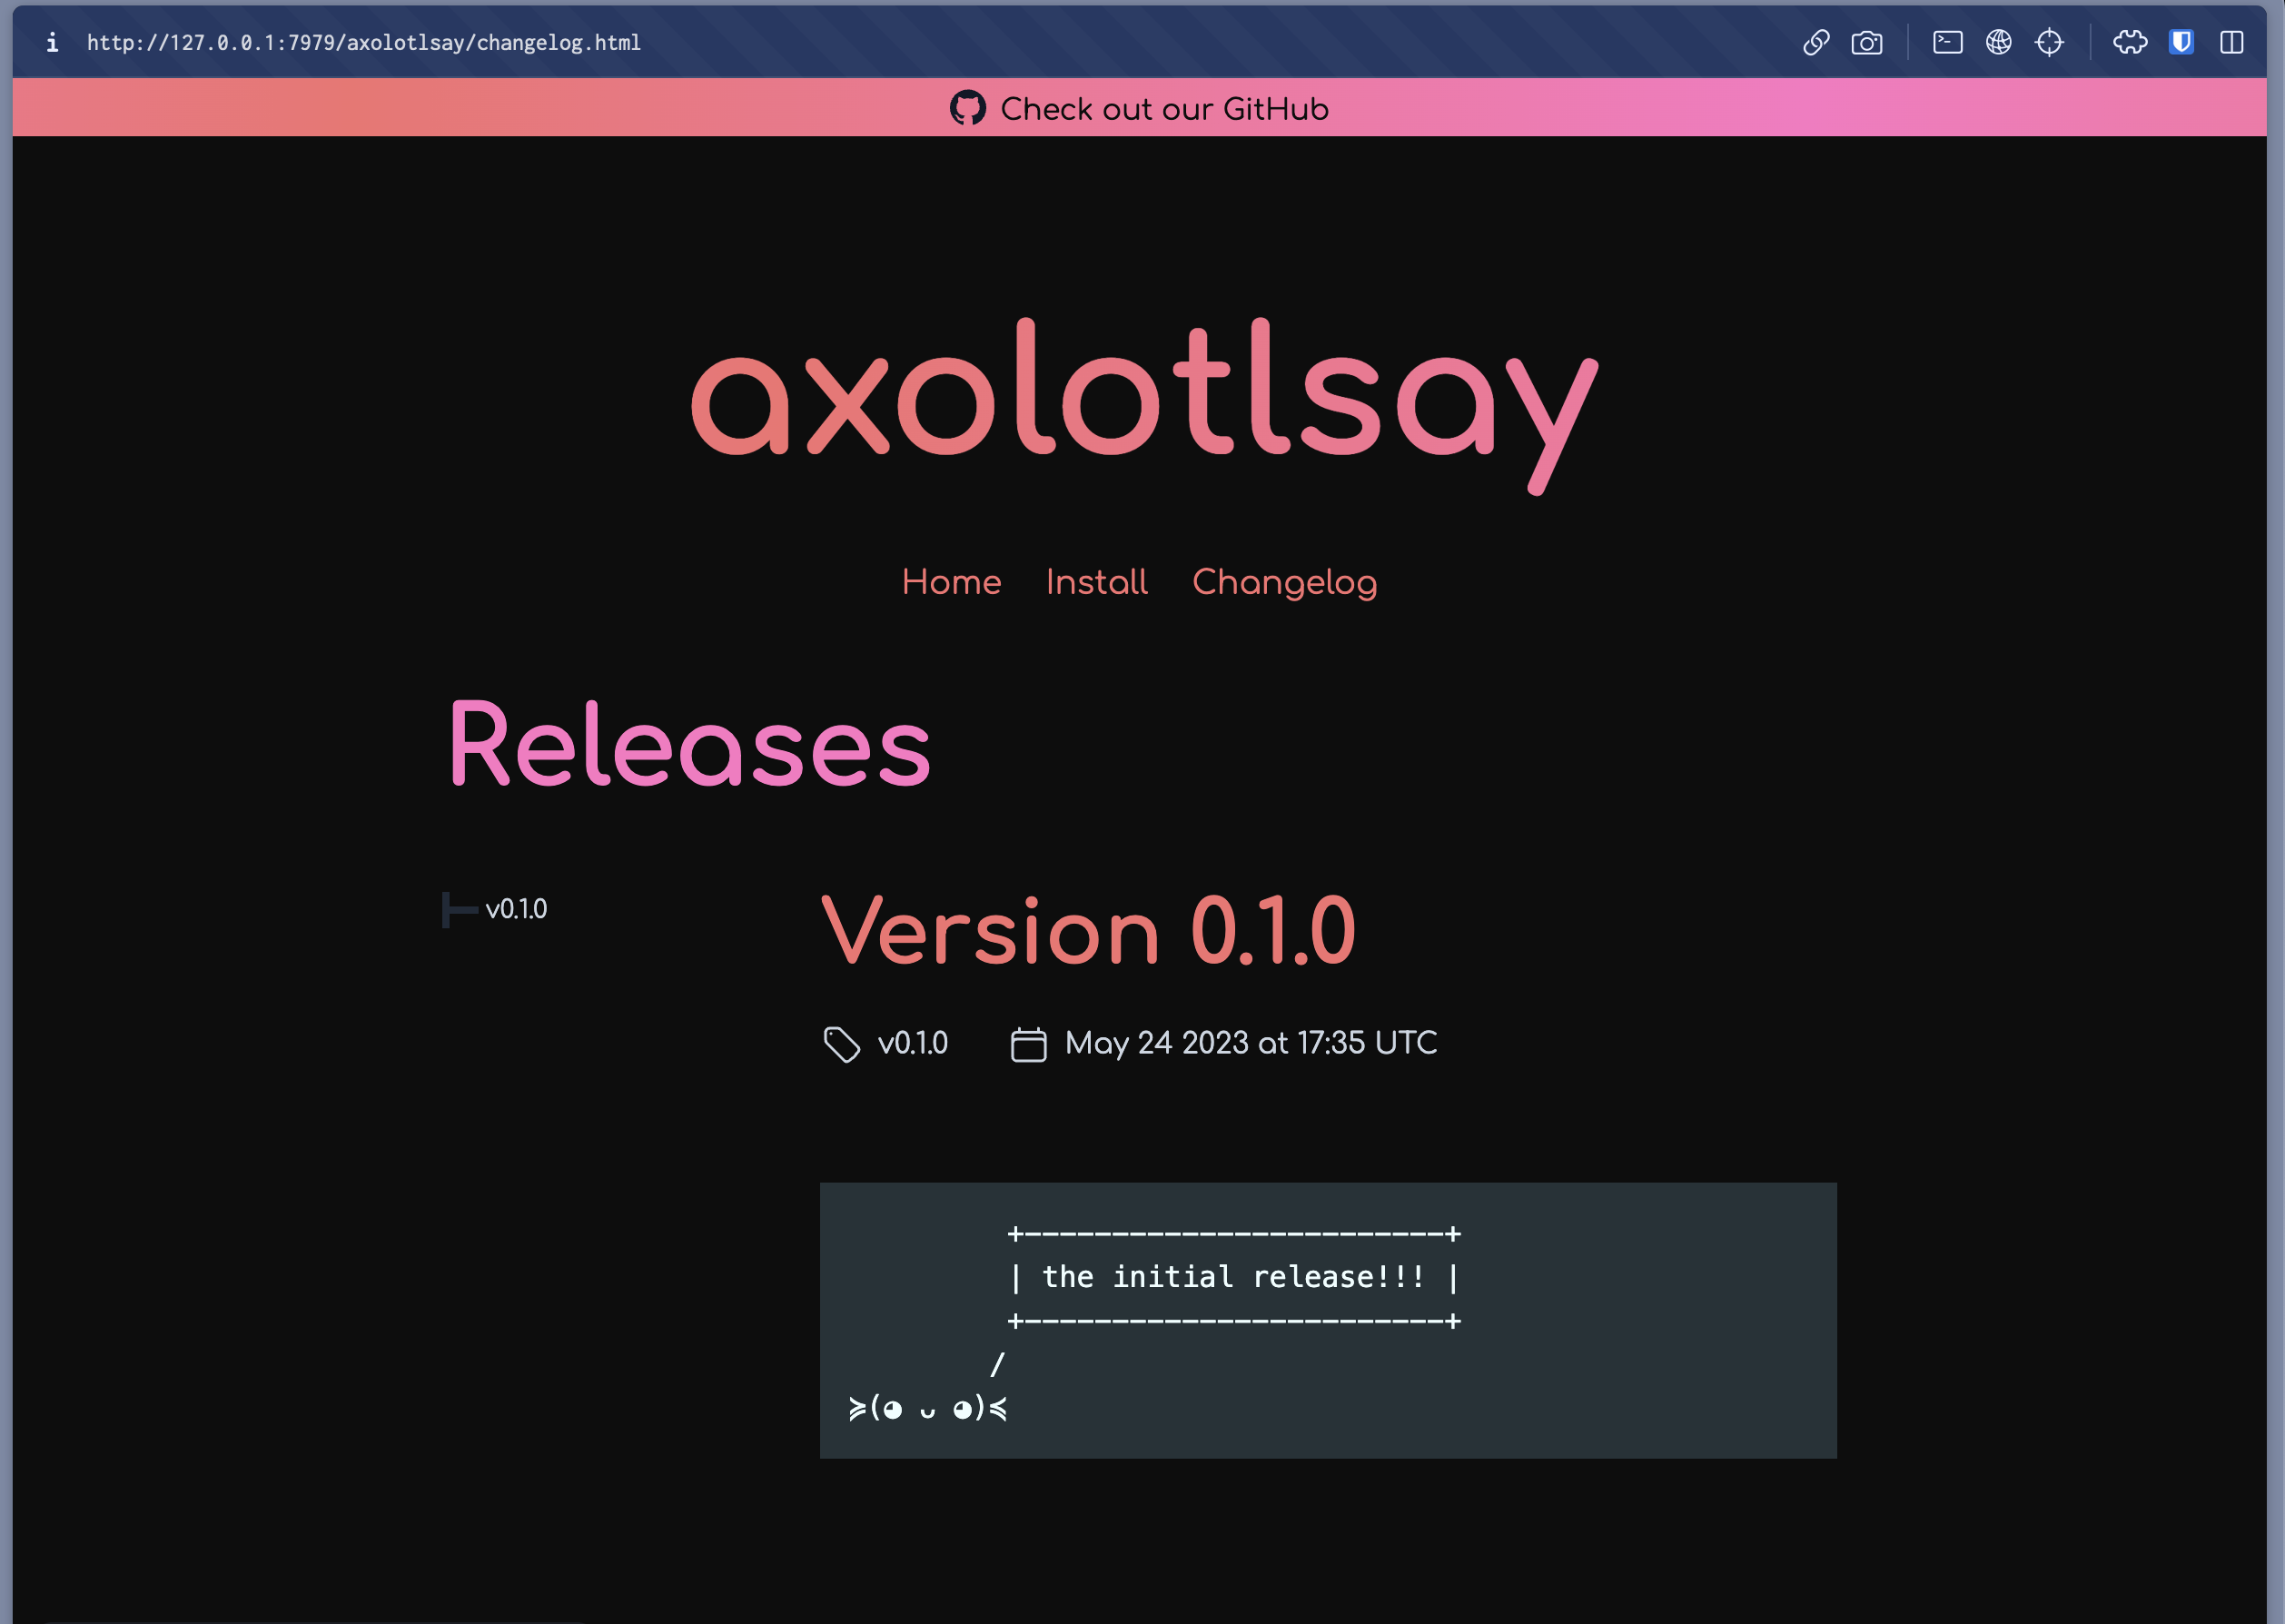 http://127.0.0.1:7979/axolotlsay/changelog.html
Check out our GitHub
axolotlsay
Home Install Changelog
Releases
v0.1.0
Version 0.1.0
v0.1.0 May 24 2023 at 17:35 UTC
+------------------------+
| the initial release!!! |
+------------------------+
/
≽(◕ ᴗ ◕)≼